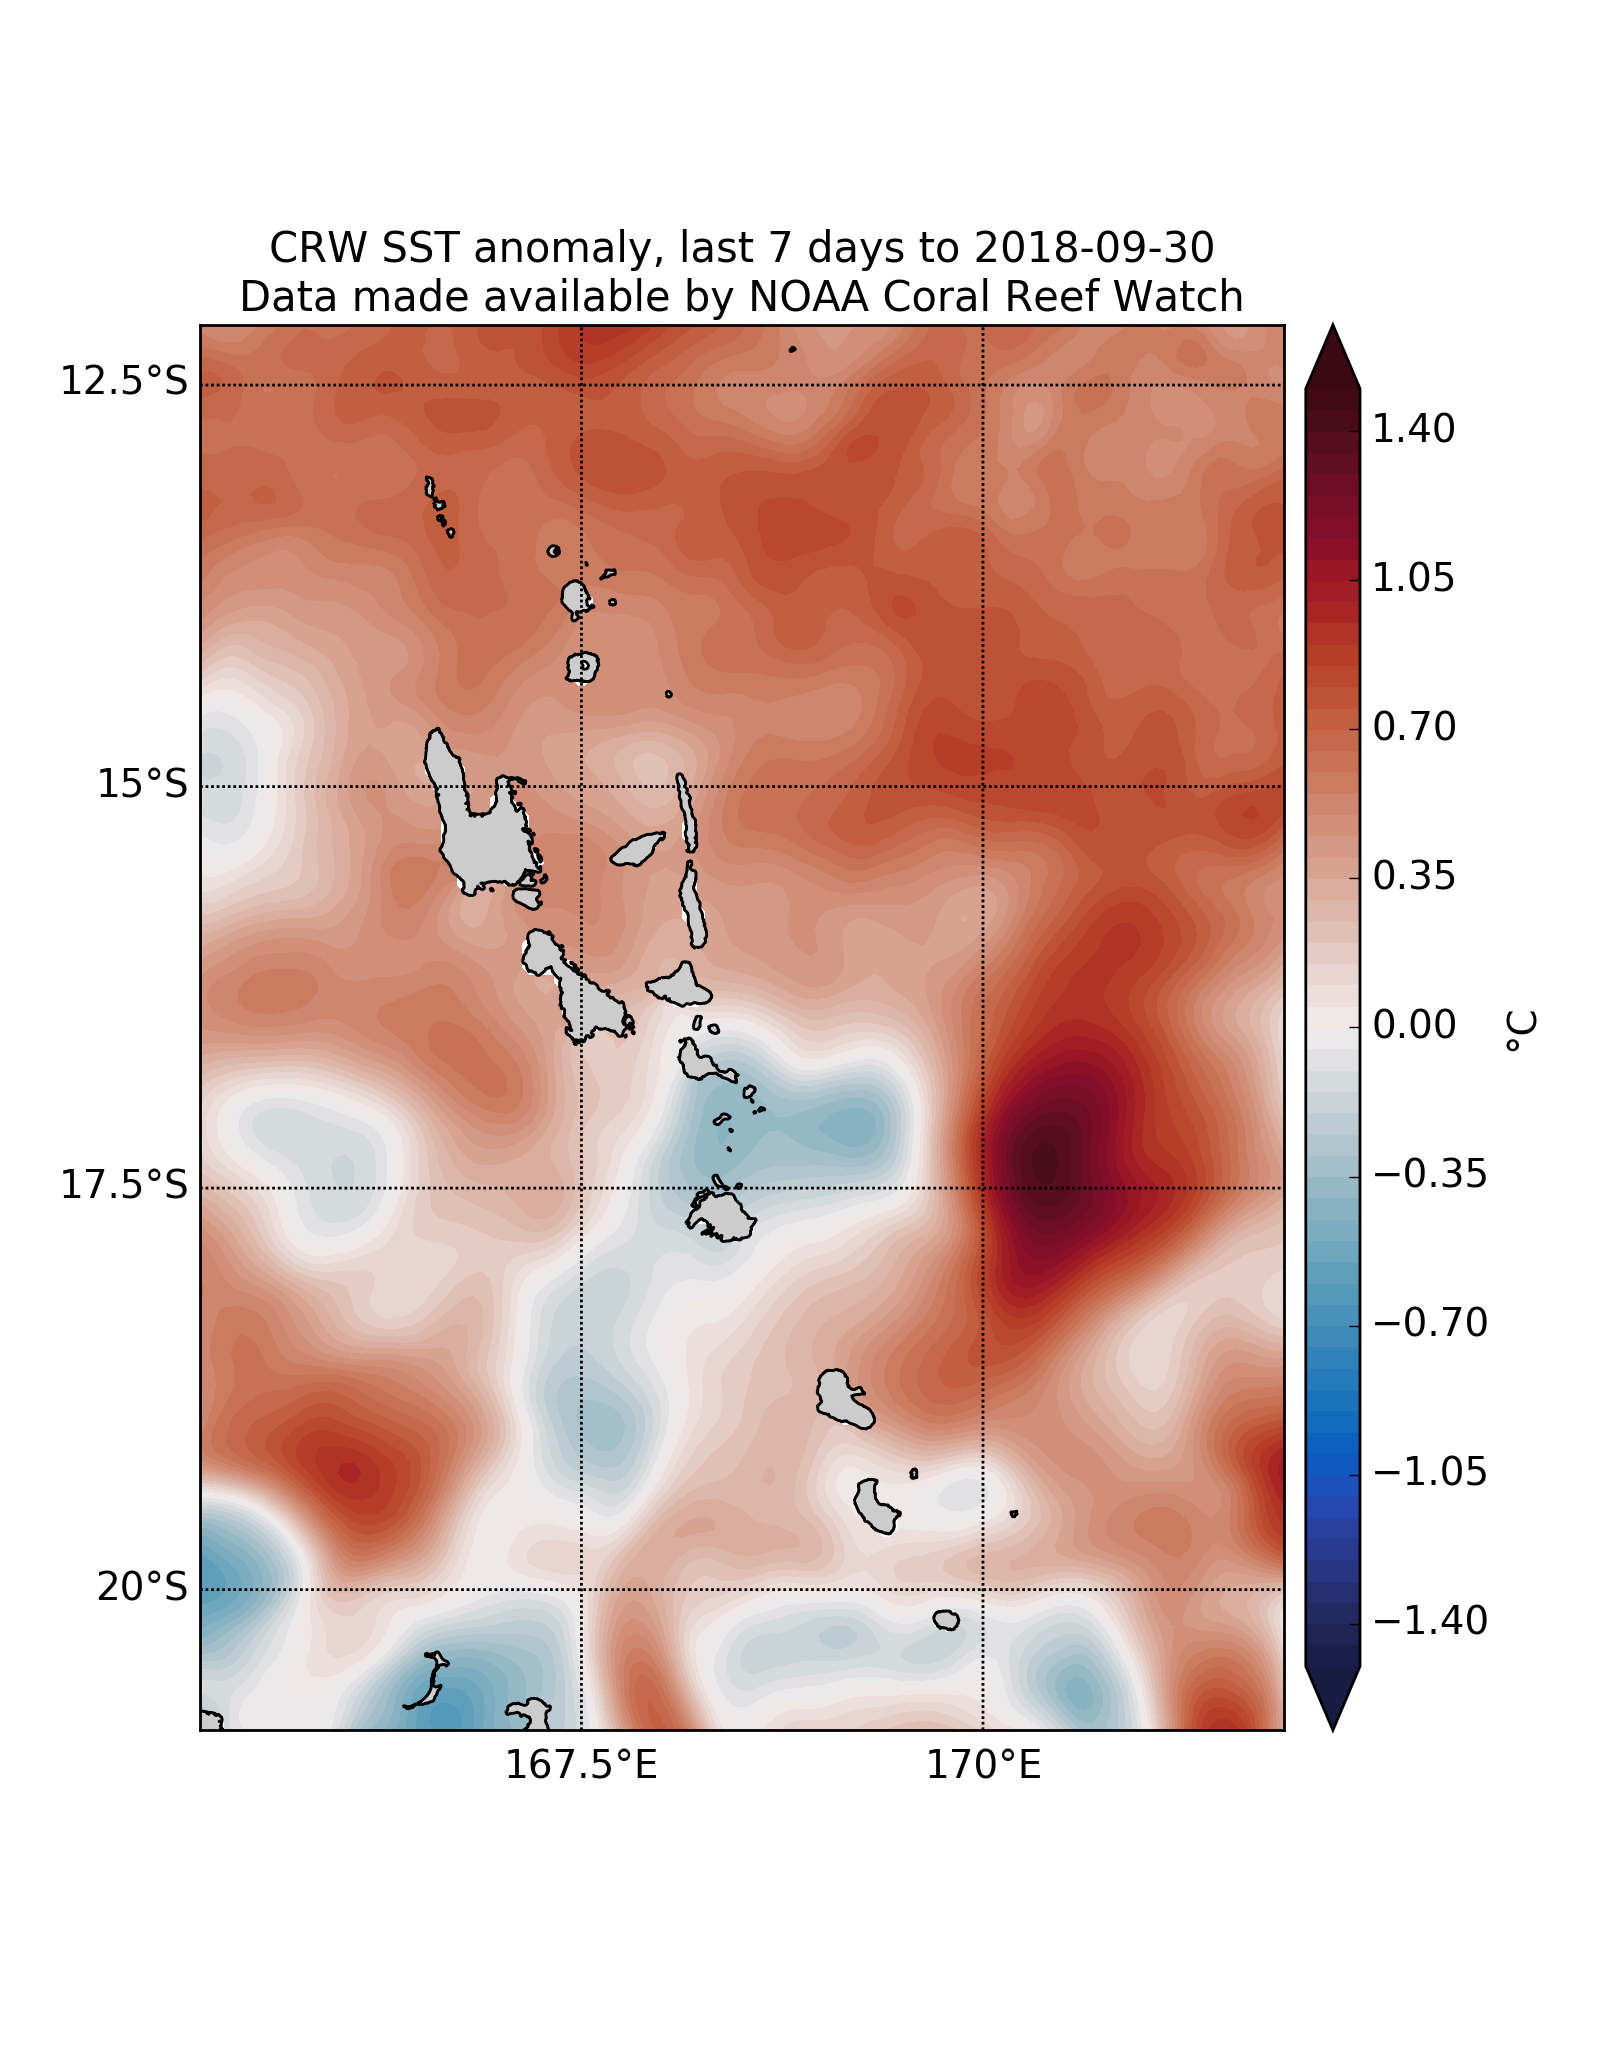 CRW SST anomaly, last 7 days to 2018-09-30
Data made available by NOAA Coral Reef Watch
12.5°S
15°S
17.5°S
20°S
167.5°E
170°E
1.40
1.05
0.70
0.35
0.00
−0.35
−0.70
−1.05
−1.40
°C